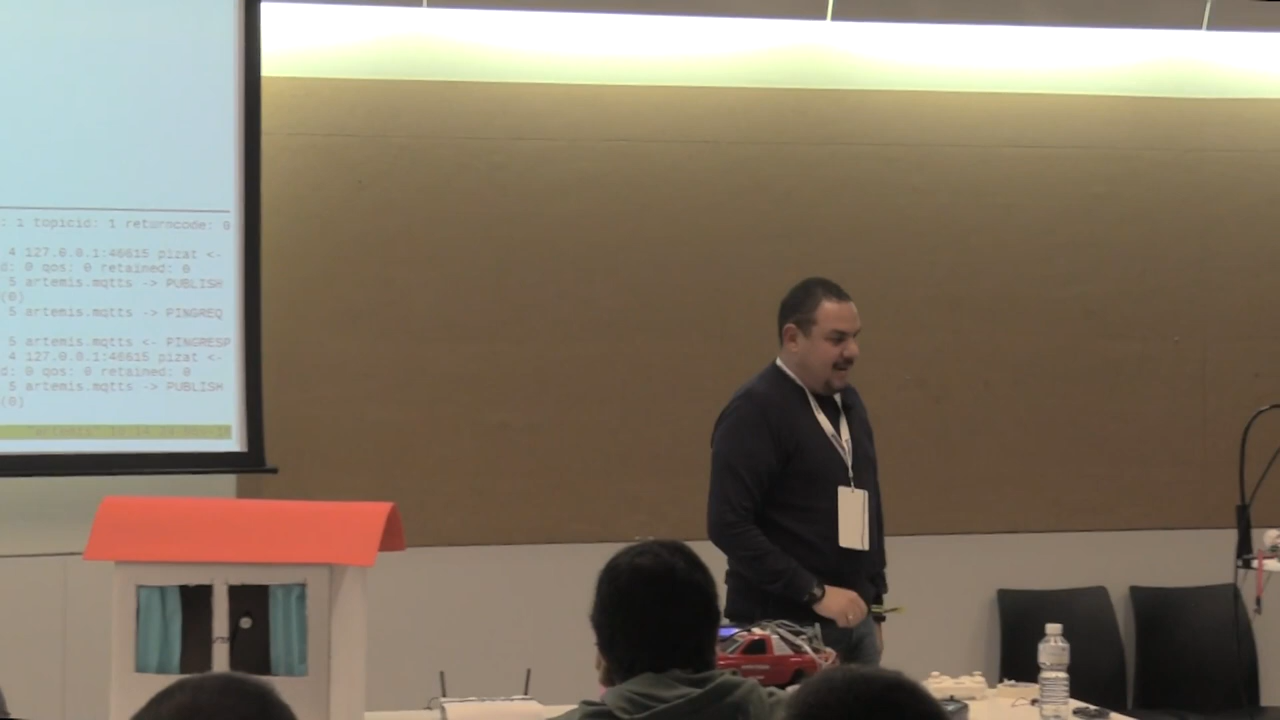 : 1 topicid: 1 returncode: 0
4 127.0.0.1:46615 pizat <-
d: 0 qos: 0 retained: 0
5 artemis.mqtts -> PUBLISH
(0)
5 artemis.mqtts -> PINGREQ
5 artemis.mqtts <- PINGRESP
4 127.0.0.1:46615 pizat <-
d: 0 qos: 0 retained: 0
5 artemis.mqtts -> PUBLISH
(0)
"artemis"